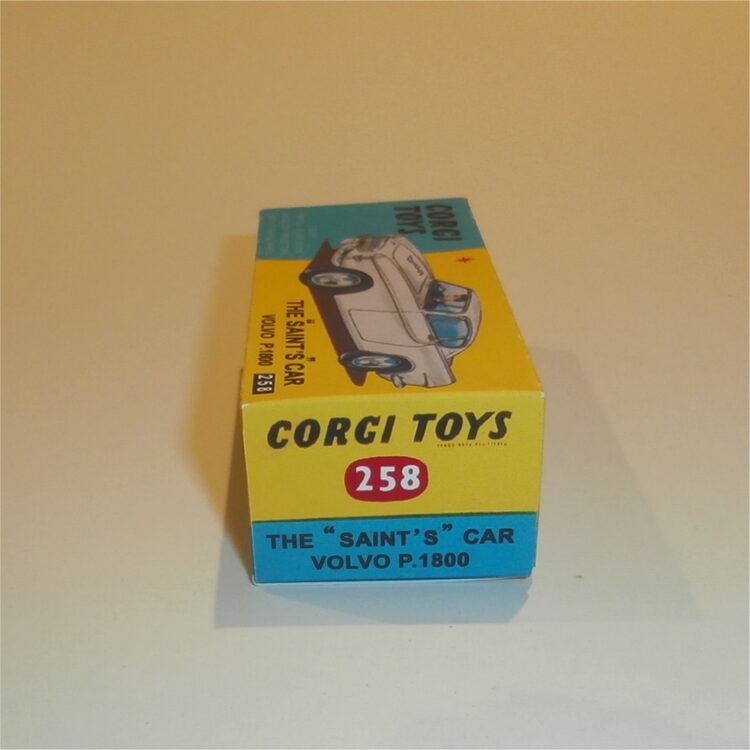 CORGI
TOYS
THE "SAINT'S" CAR
VOLVO P.1800 258
CORGI TOYS
258
THE "SAINT'S" CAR
VOLVO P.1800